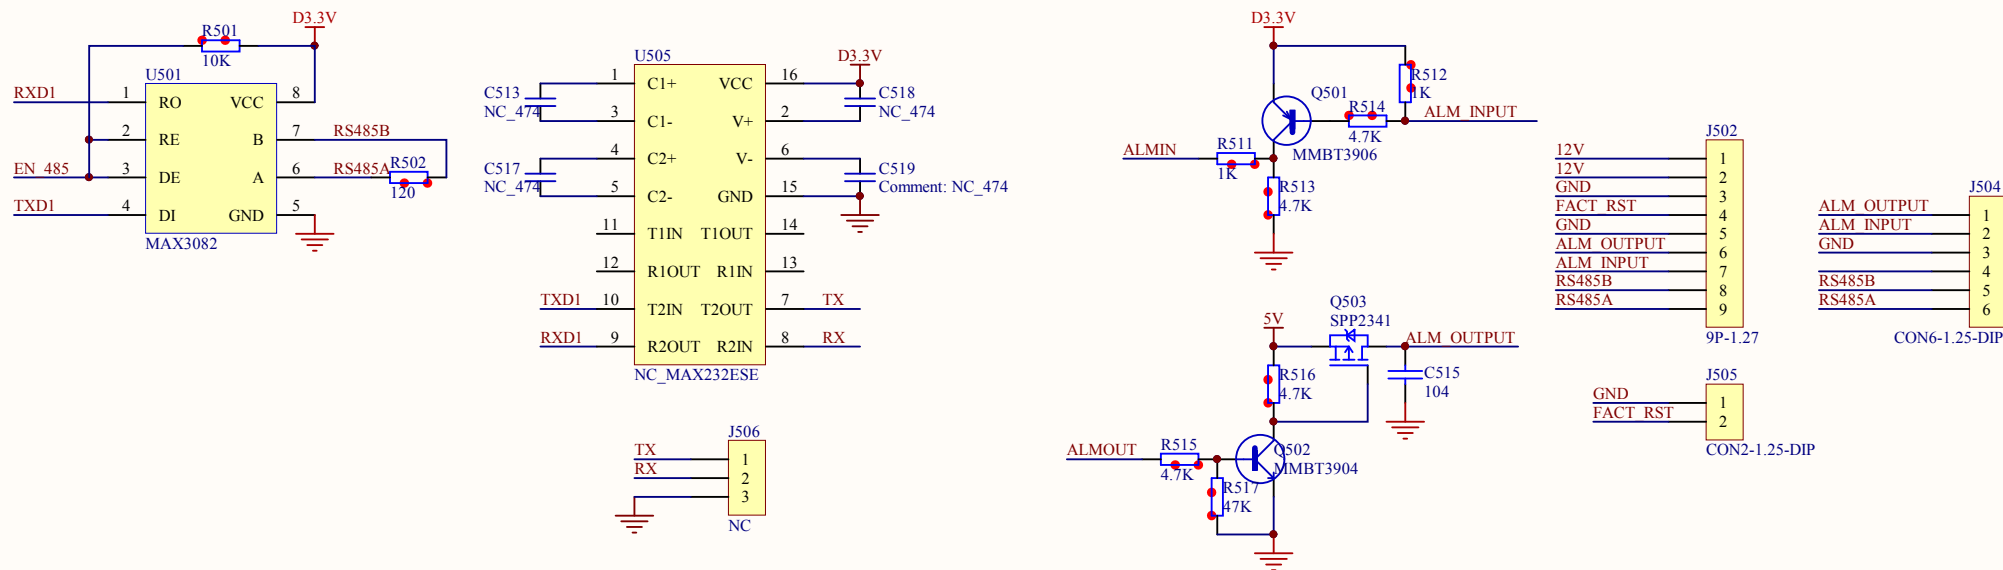 D3.3V
R501
10K
U501
RXD1
1
RO
VCC
8
2
RE
B
7
RS485B
EN_485
3
DE
A
6
RS485A
R502
120
TXD1
4
DI
GND
5
MAX3082
U505
D3.3V
C513
NC_474
1
C1+
VCC
16
C518
NC_474
3
C1-
V+
2
C517
NC_474
4
C2+
V-
6
C519
Comment: NC_474
5
C2-
GND
15
11
T1IN
T1OUT
14
12
R1OUT
R1IN
13
TXD1
10
T2IN
T2OUT
7
TX
RXD1
9
R2OUT
R2IN
8
RX
NC_MAX232ESE
J506
TX
1
RX
2
3
NC
D3.3V
R512
1K
Q501
R514
4.7K
ALM_INPUT
MMBT3906
ALMIN
R511
1K
R513
4.7K
Q503
SPP2341
5V
ALM_OUTPUT
R516
4.7K
C515
104
ALMOUT
R515
4.7K
Q502
MMBT3904
R517
47K
J502
12V
1
12V
2
GND
3
FACT_RST
4
GND
5
ALM_OUTPUT
6
ALM_INPUT
7
RS485B
8
RS485A
9
9P-1.27
J504
ALM_OUTPUT
1
ALM_INPUT
2
GND
3
4
RS485B
5
RS485A
6
CON6-1.25-DIP
J505
GND
1
FACT_RST
2
CON2-1.25-DIP